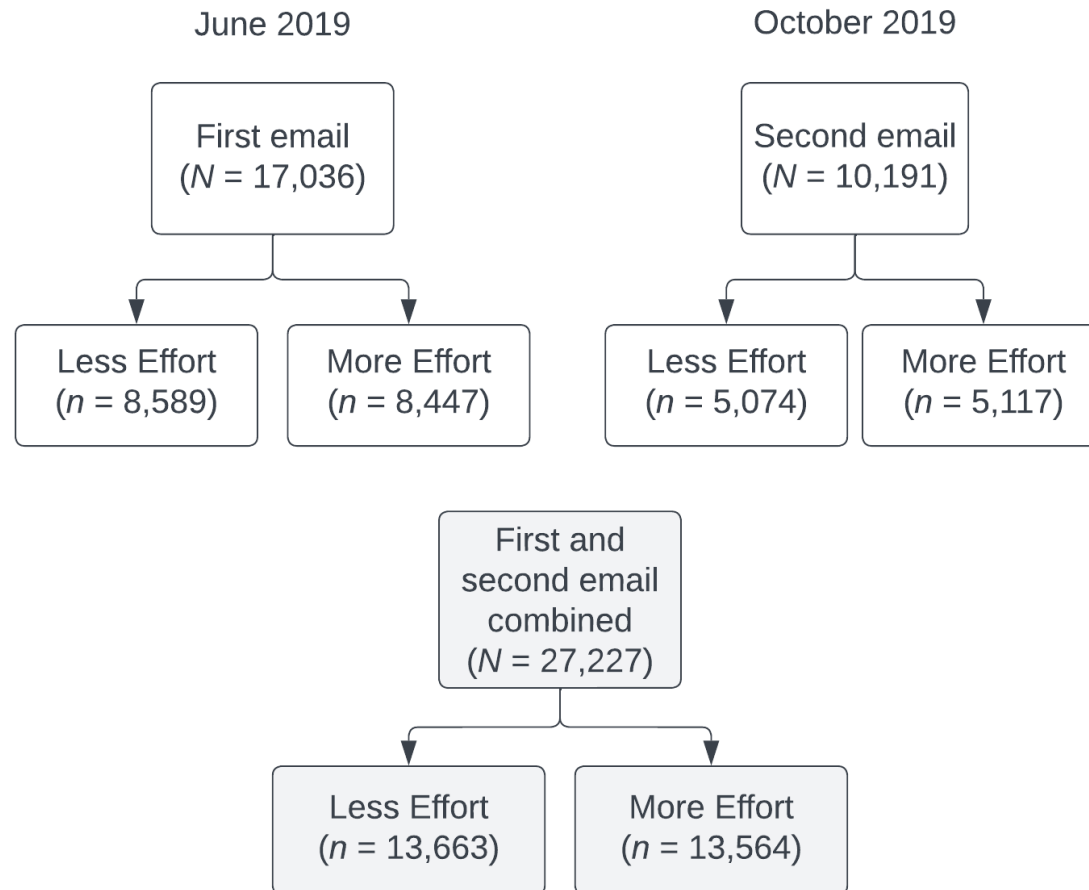 June 2019
October 2019
First email
(N = 17,036)
Second email
(N = 10,191)
Less Effort
(n = 8,589)
More Effort
(n = 8,447)
Less Effort
(n = 5,074)
More Effort
(n = 5,117)
First and
second email
combined
(N = 27,227)
Less Effort
(n = 13,663)
More Effort
(n = 13,564)